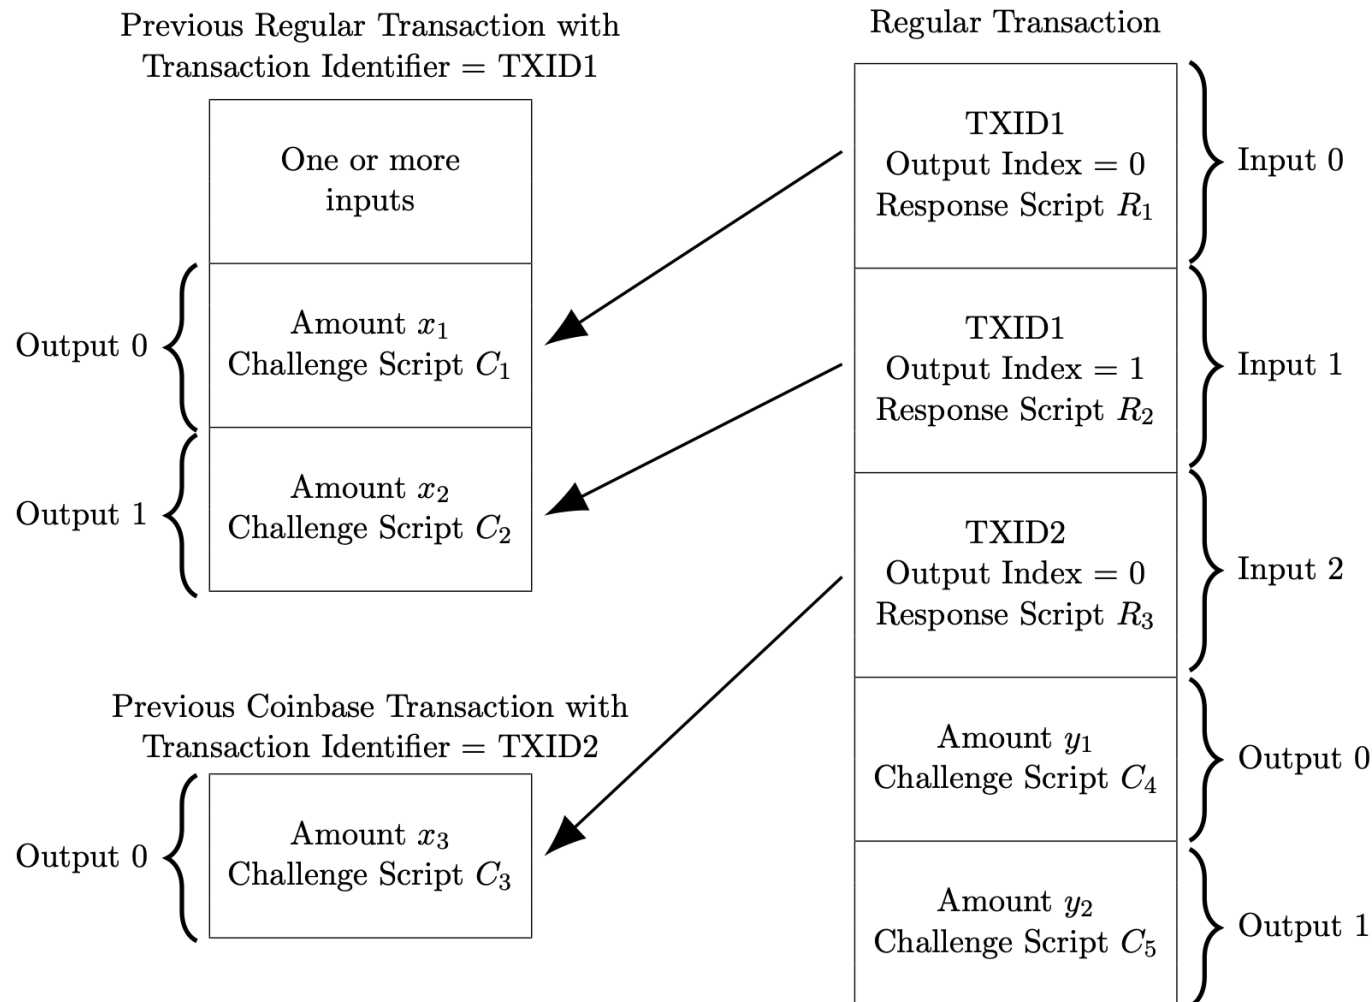 Previous Regular Transaction with
Transaction Identifier = TXID1
One or more
inputs
Output 0
Amount x₁
Challenge Script C₁
Output 1
Amount x₂
Challenge Script C₂
Previous Coinbase Transaction with
Transaction Identifier = TXID2
Output 0
Amount x₃
Challenge Script C₃
Regular Transaction
TXID1
Output Index = 0
Response Script R₁
Input 0
TXID1
Output Index = 1
Response Script R₂
Input 1
TXID2
Output Index = 0
Response Script R₃
Input 2
Amount y₁
Challenge Script C₄
Output 0
Amount y₂
Challenge Script C₅
Output 1